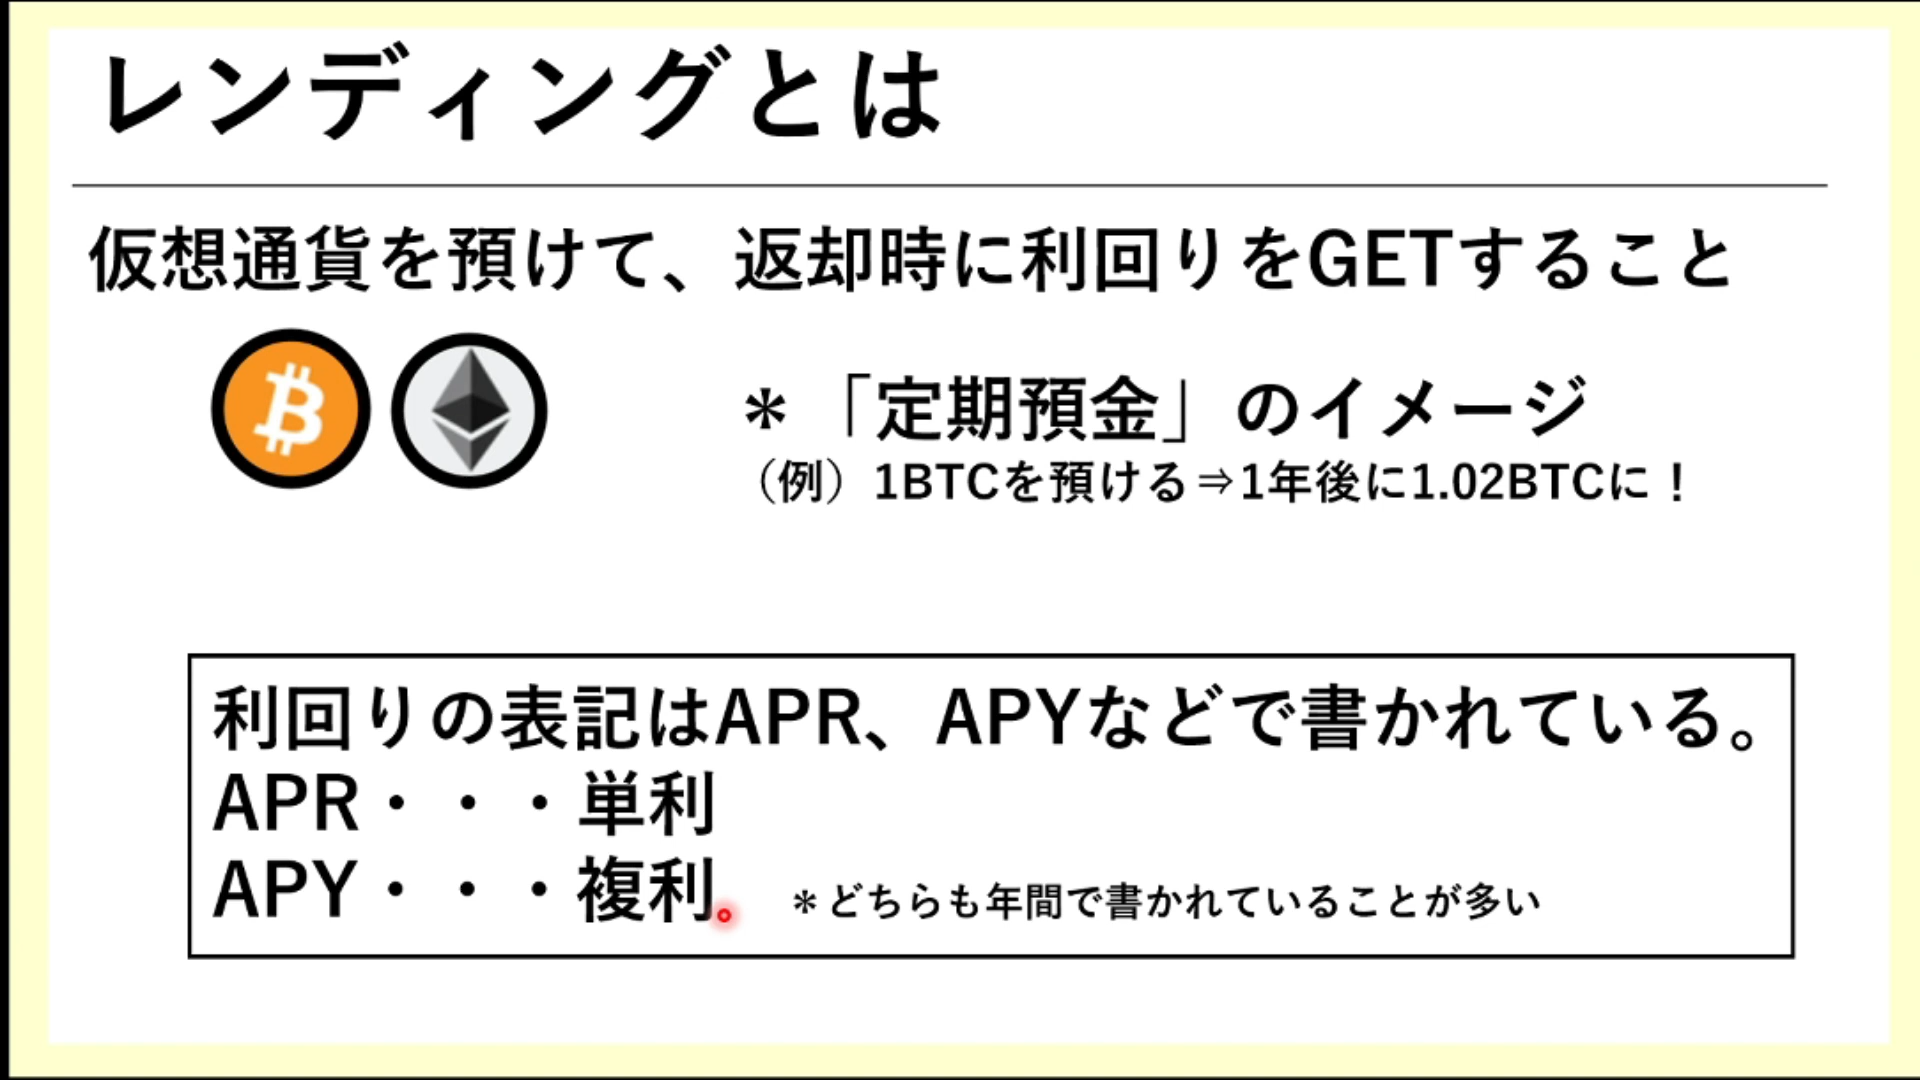 レンディングとは
仮想通貨を預けて、返却時に利回りをGETすること
＊「定期預金」のイメージ
（例）1BTCを預ける⇒1年後に1.02BTCに！
利回りの表記はAPR、APYなどで書かれている。
APR・・・単利
APY・・・複利 ＊どちらも年間で書かれていることが多い